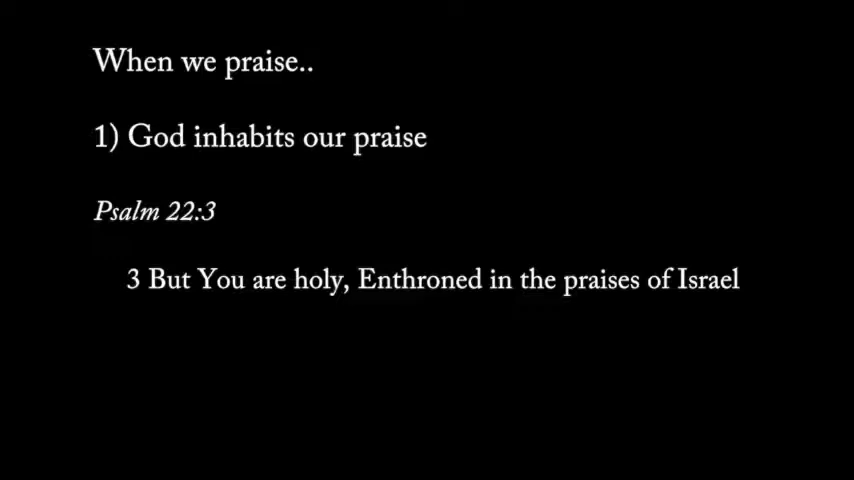 When we praise..
1) God inhabits our praise
Psalm 22:3
3 But You are holy, Enthroned in the praises of Israel